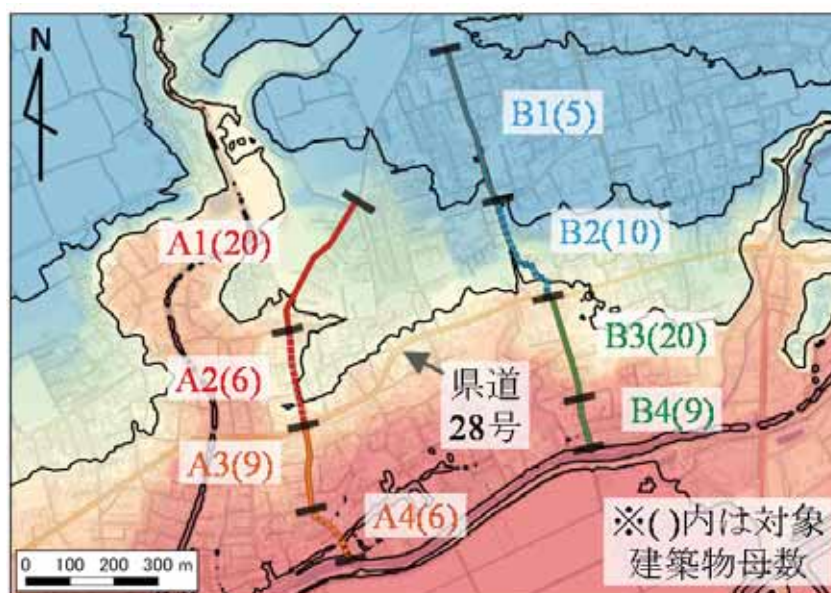 N
B1(5)
A1(20)
B2(10)
B3(20)
A2(6)
県道
28号
B4(9)
A3(9)
A4(6)
※( )内は対象
建築物母数
0 100 200 300 m